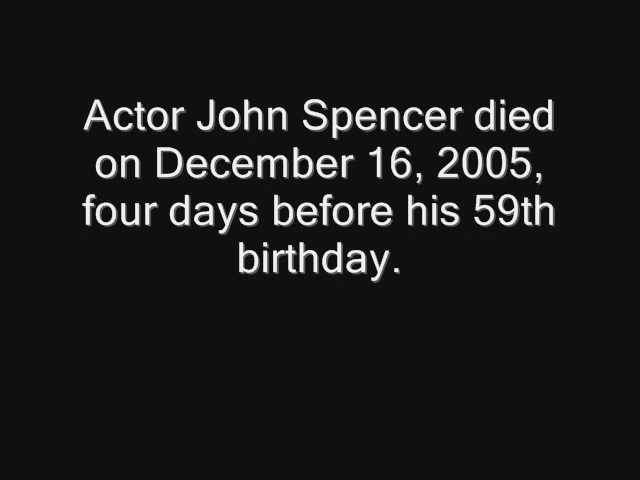 Actor John Spencer died
on December 16, 2005,
four days before his 59th
birthday.